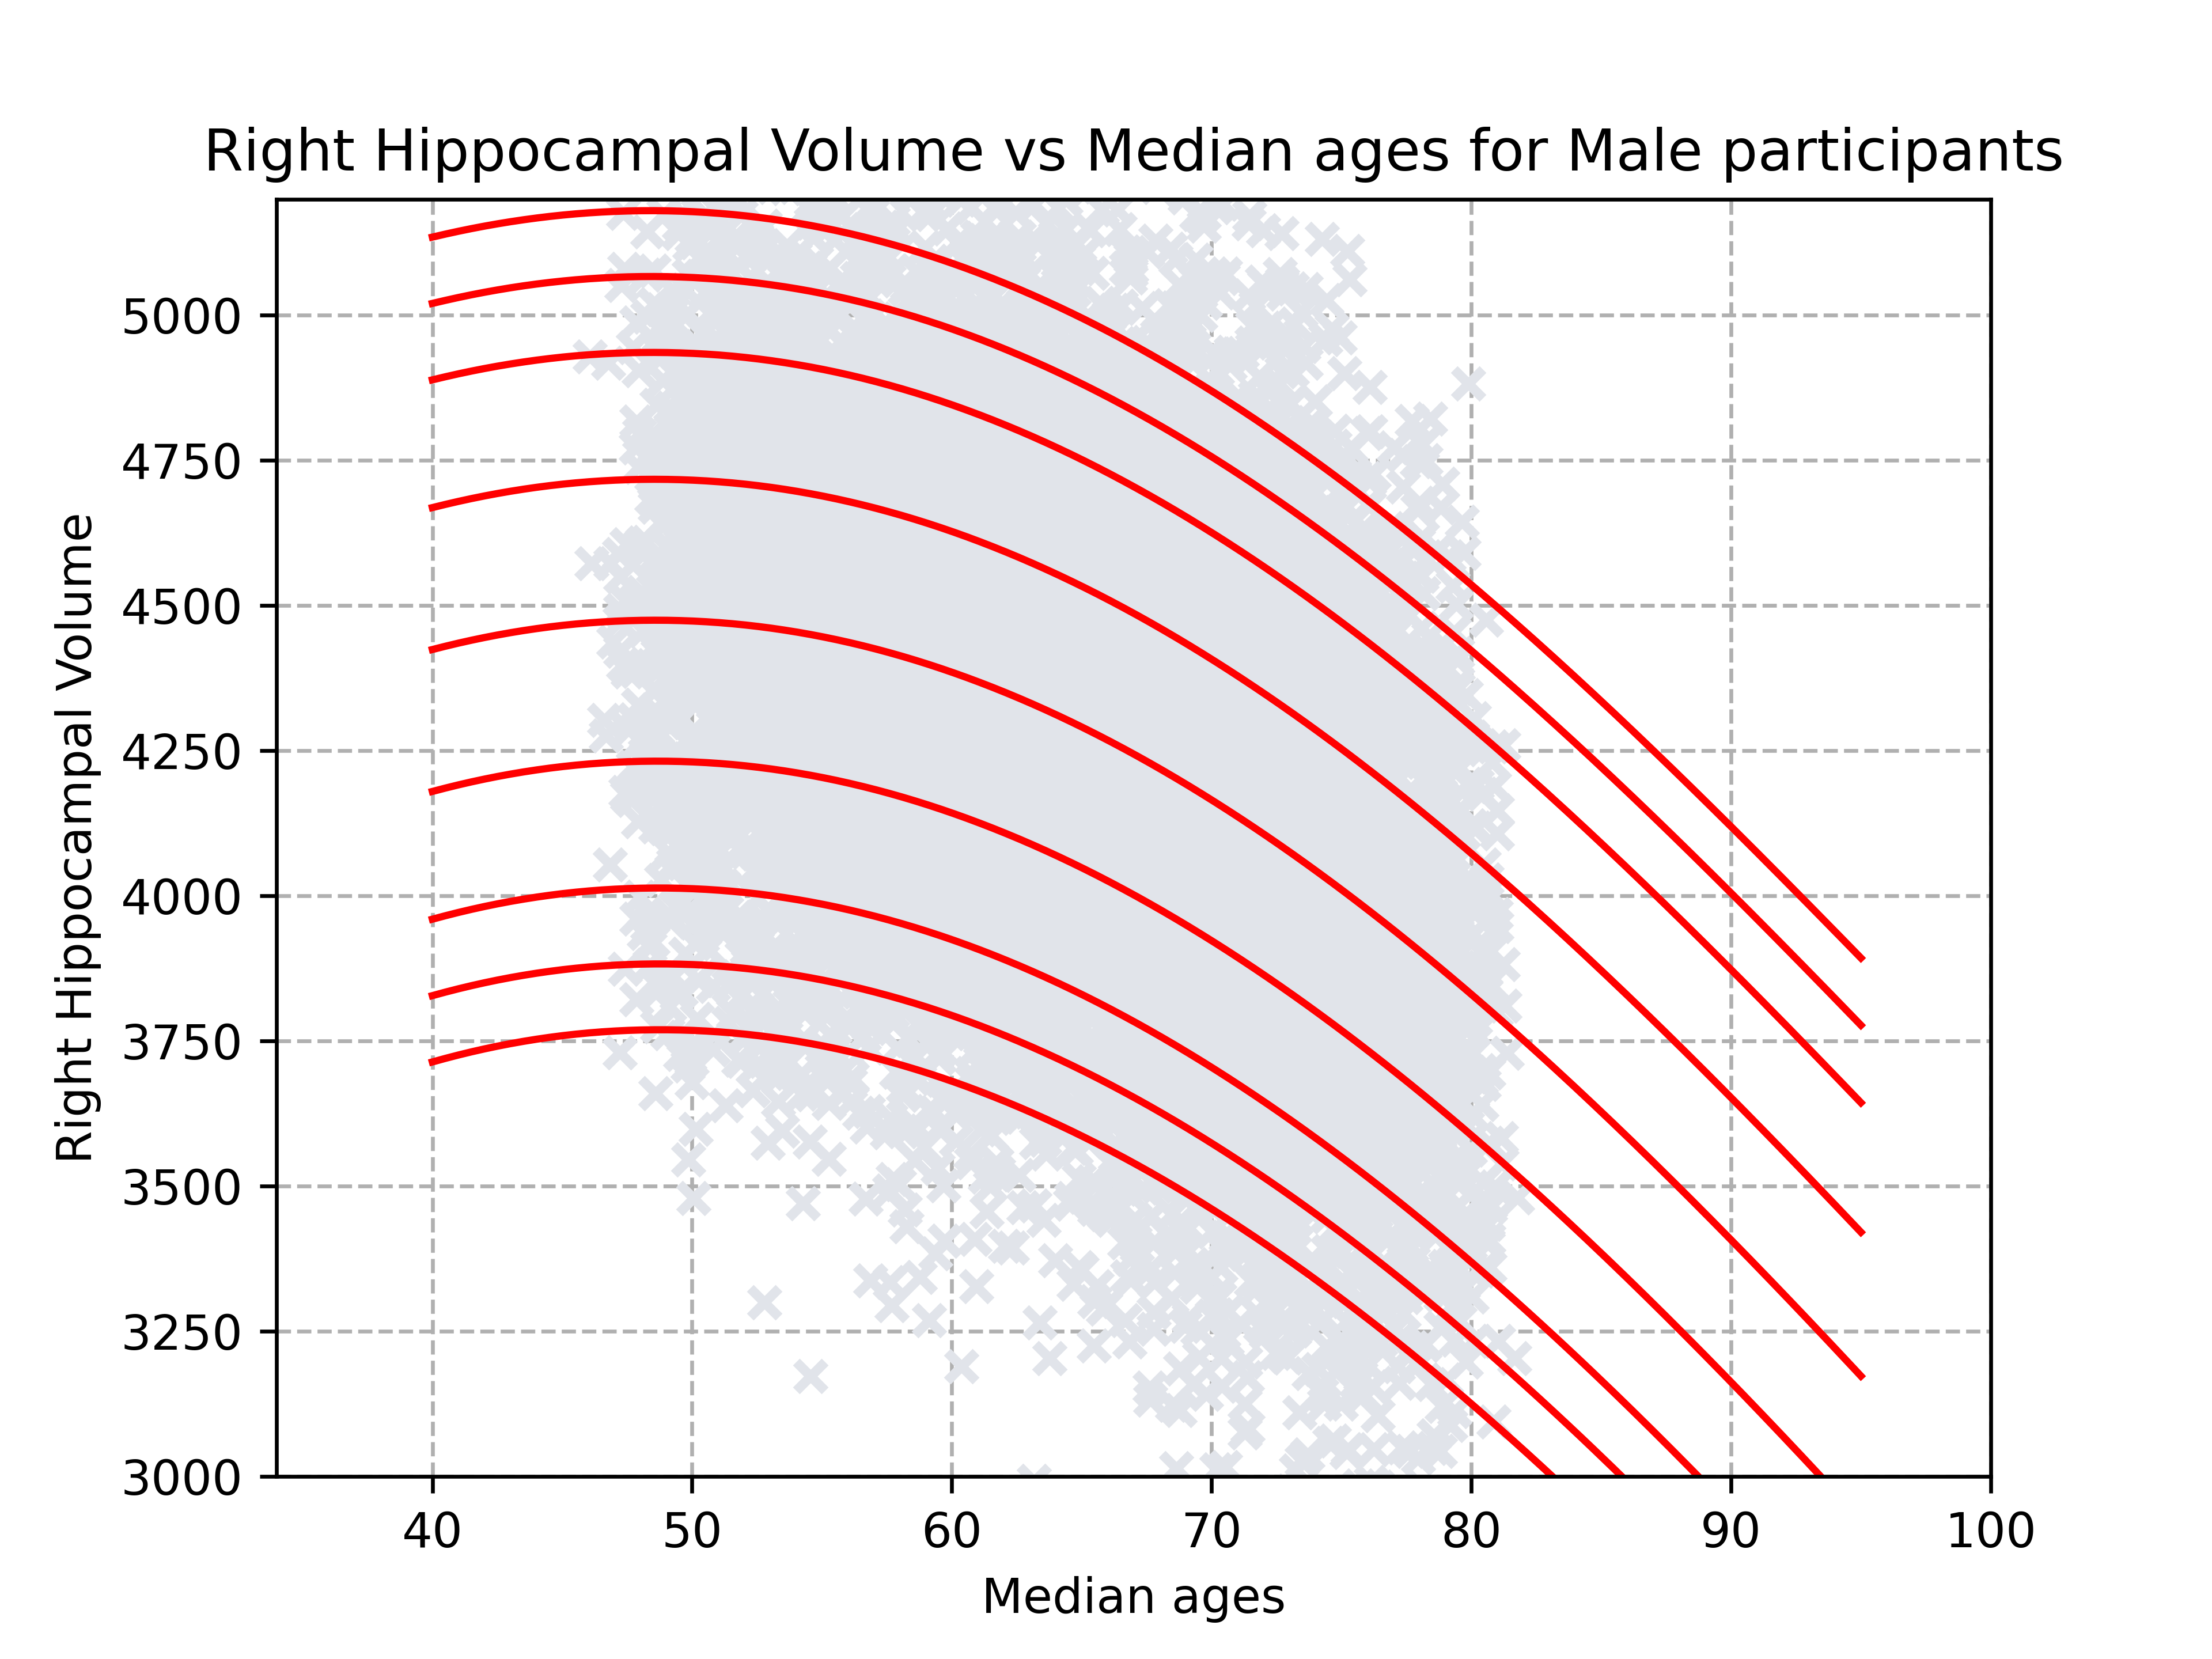 Right Hippocampal Volume vs Median ages for Male participants
Right Hippocampal Volume
5000
4750
4500
4250
4000
3750
3500
3250
3000
40 50 60 70 80 90 100
Median ages